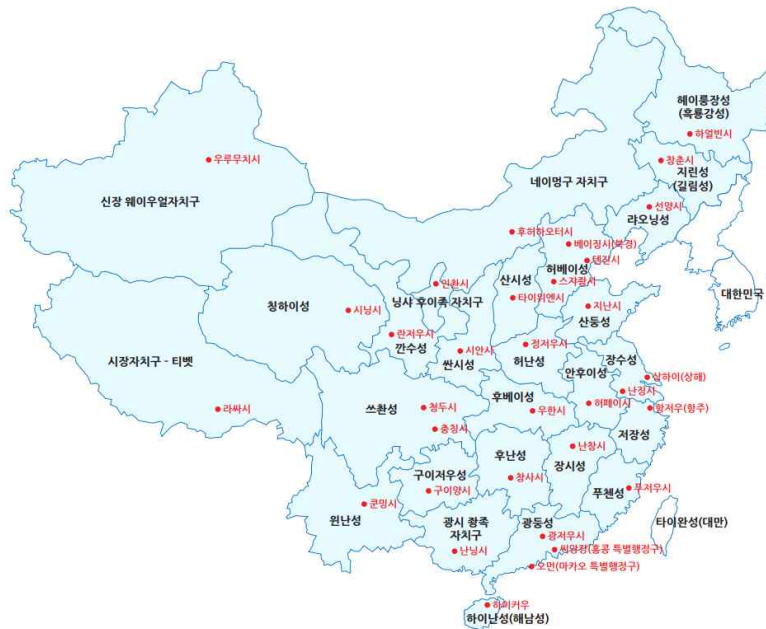 헤이룽장성
(흑룡강성)
하얼빈시
우루무치시
장춘시
지린성
(길림성)
네이멍구 자치구
신장 웨이우얼자치구
선양시
랴오닝성
후허하오터시
베이징시(북경)
텐진시
허베이성
산시성
인촨시
스자좡시
대한민국
칭하이성
닝샤 후이족 자치구
타이위엔시
시닝시
지난시
산둥성
란저우시
깐수성
정저우시
시안시
싼시성
허난성
장수성
시장자치구 - 티벳
안후이성
상하이(상해)
난징시
후베이성
허페이시
쓰촨성
청두시
우한시
항저우(항주)
라싸시
충칭시
저장성
난창시
후난성
장시성
구이저우성
창사시
구이양시
푸저우시
푸첸성
쿤밍시
윈난성
광시 좡족
자치구
광둥성
타이완성(대만)
광저우시
난닝시
오먼(마카오 특별행정구)
하이커우
하이난성(해남성)